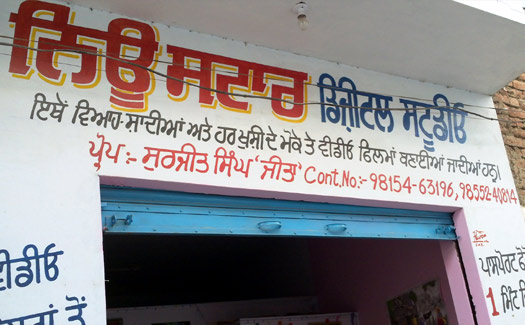 ਨਿਊ ਸਟਾਰ ਡਿਜ਼ੀਟਲ ਸਟੂਡੀਓ
ਇਥੇ ਵਿਆਹ-ਸ਼ਾਦੀਆਂ ਅਤੇ ਹਰ ਖੁਸ਼ੀ ਦੇ ਮੌਕੇ ਤੇ ਵੀਡੀਓ ਫਿਲਮਾਂ ਬਣਾਈਆਂ ਜਾਂਦੀਆਂ ਹਨ।
ਪ੍ਰੋਪ:- ਸੁਰਜੀਤ ਸਿੰਘ 'ਜੀਤਾ' Cont.No:- 98154-63196, 98552-40814
ਵੀਡੀਓ
ਤੋਂ
ਪਾਸਪੋਰਟ
1 ਮਿੰਟ